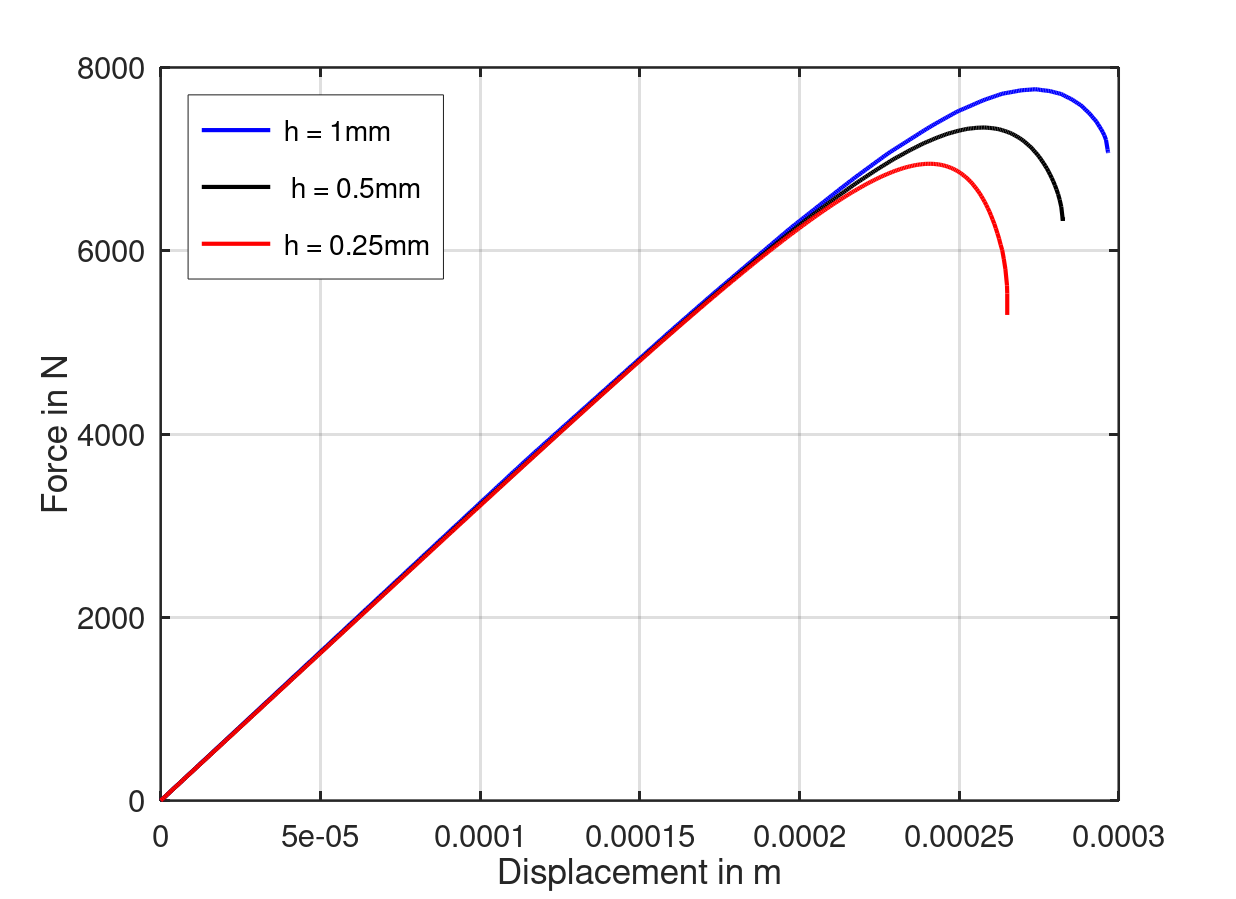 8000
6000
4000
2000
0
Force in N
h = 1mm
h = 0.5mm
h = 0.25mm
0 5e-05 0.0001 0.00015 0.0002 0.00025 0.0003
Displacement in m